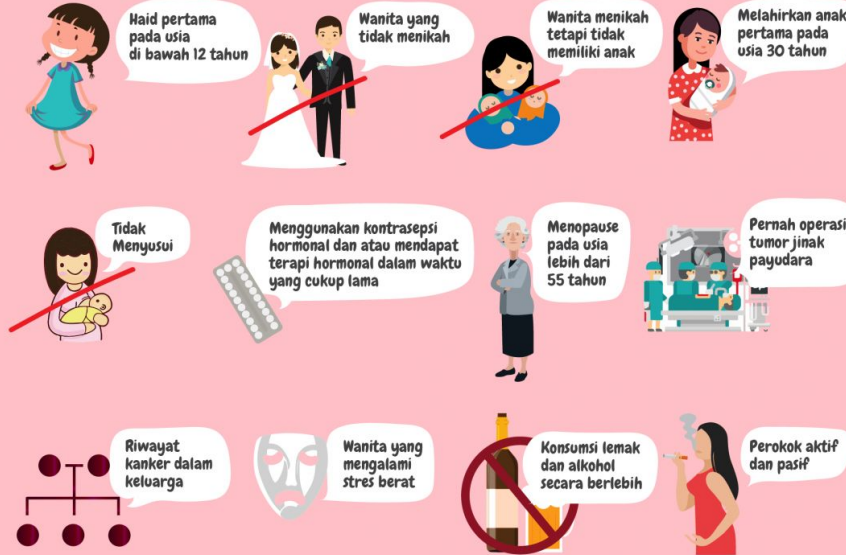 Haid pertama
pada usia
di bawah 12 tahun
Wanita yang
tidak menikah
Wanita menikah
tetapi tidak
memiliki anak
Melahirkan anak
pertama pada
usia 30 tahun
Tidak
Menyusui
Menggunakan kontrasepsi
hormonal dan atau mendapat
terapi hormonal dalam waktu
yang cukup lama
Menopause
pada usia
lebih dari
55 tahun
Pernah operasi
tumor jinak
payudara
Riwayat
kanker dalam
keluarga
Wanita yang
mengalami
stres berat
Konsumsi lemak
dan alkohol
secara berlebih
Perokok aktif
dan pasif